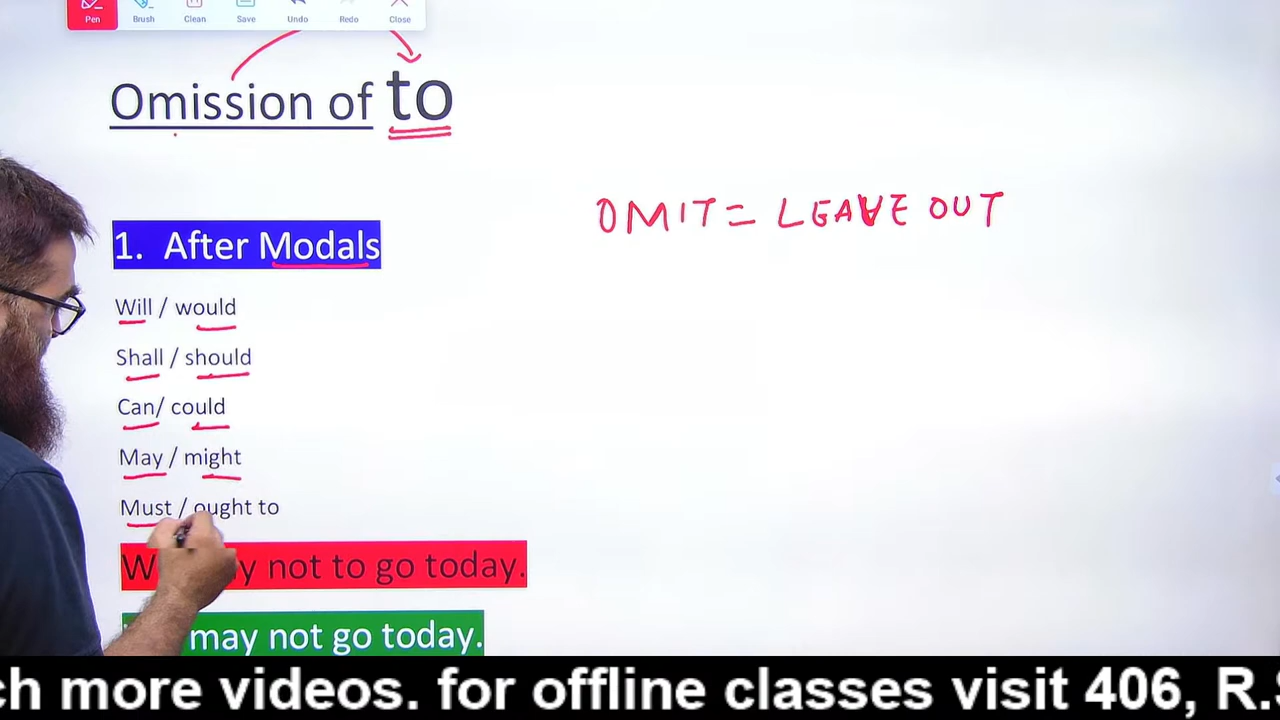 Pen Brush Clean Save Undo Redo Close
Omission of to
OMIT = LEAVE OUT
1. After Modals
Will / would
Shall / should
Can/ could
May / might
Must / ought to
not to go today.
may not go today.
more videos. for offline classes visit 406,